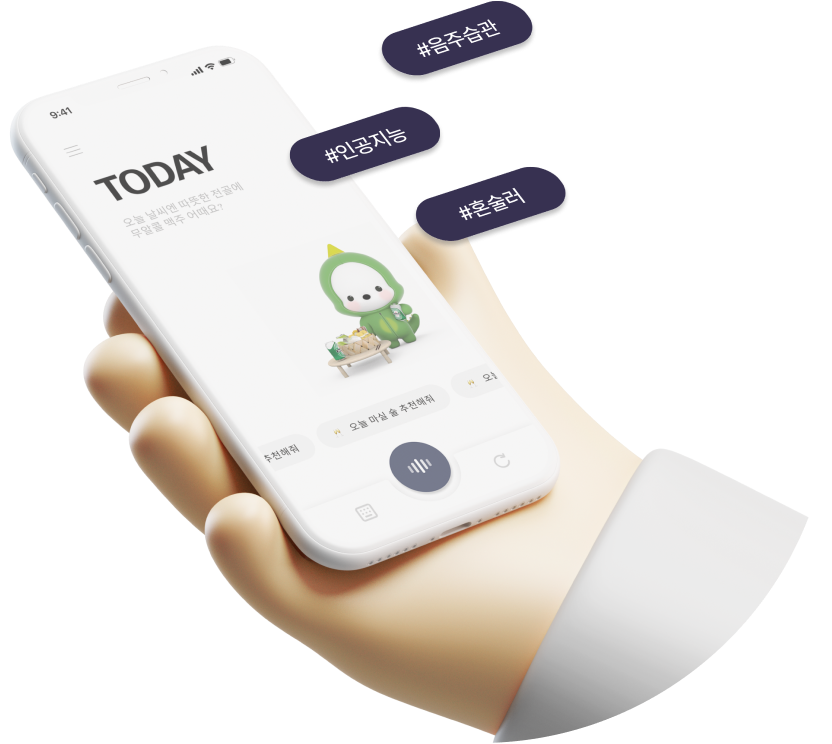 #음주습관
#인공지능
#혼술러
9:41
TODAY
오늘 날씨엔 따뜻한 전골에
무알콜 맥주 어때요?
추천해줘
오늘 마실 술 추천해줘
오늘